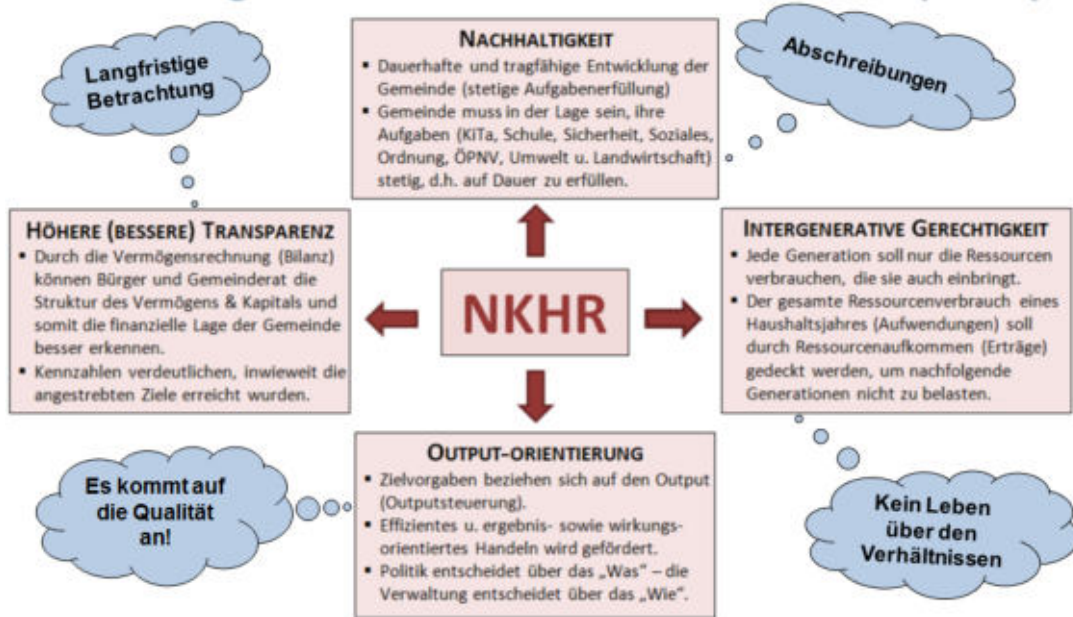 NACHHALTIGKEIT
▪ Dauerhafte und tragfähige Entwicklung der
Gemeinde (stetige Aufgabenerfüllung)
▪ Gemeinde muss in der Lage sein, ihre
Aufgaben (KiTa, Schule, Sicherheit, Soziales,
Ordnung, ÖPNV, Umwelt u. Landwirtschaft)
stetig, d.h. auf Dauer zu erfüllen.
Langfristige
Betrachtung
Abschreibungen
HÖHERE (BESSERE) TRANSPARENZ
▪ Durch die Vermögensrechnung (Bilanz)
können Bürger und Gemeinderat die
Struktur des Vermögens & Kapitals und
somit die finanzielle Lage der Gemeinde
besser erkennen.
▪ Kennzahlen verdeutlichen, inwieweit die
angestrebten Ziele erreicht wurden.
NKHR
INTERGENERATIVE GERECHTIGKEIT
▪ Jede Generation soll nur die Ressourcen
verbrauchen, die sie auch einbringt.
▪ Der gesamte Ressourcenverbrauch eines
Haushaltsjahres (Aufwendungen) soll
durch Ressourcenaufkommen (Erträge)
gedeckt werden, um nachfolgende
Generationen nicht zu belasten.
OUTPUT-ORIENTIERUNG
▪ Zielvorgaben beziehen sich auf den Output
(Outputsteuerung).
▪ Effizientes u. ergebnis- sowie wirkungs-
orientiertes Handeln wird gefördert.
▪ Politik entscheidet über das „Was" – die
Verwaltung entscheidet über das „Wie".
Es kommt auf
die Qualität
an!
Kein Leben
über den
Verhältnissen